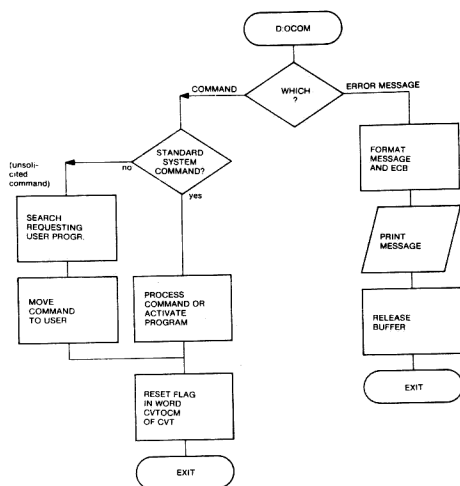 D:OCOM
WHICH
?
COMMAND
ERROR MESSAGE
STANDARD
SYSTEM
COMMAND?
no
yes
(unsoli-
cited
command)
SEARCH
REQUESTING
USER PROGR.
MOVE
COMMAND
TO USER
PROCESS
COMMAND OR
ACTIVATE
PROGRAM
RESET FLAG
IN WORD
CVTOCM
OF CVT
EXIT
FORMAT
MESSAGE
AND ECB
PRINT
MESSAGE
RELEASE
BUFFER
EXIT